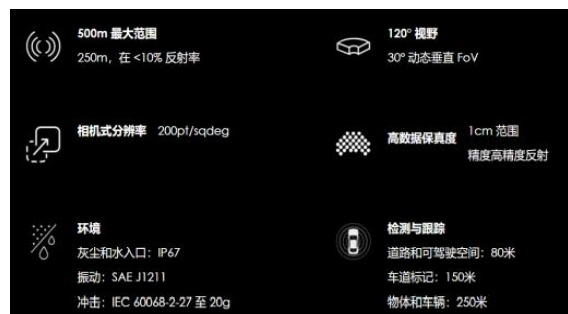 500m 最大范围
250m，在 <10% 反射率
120° 视野
30° 动态垂直 FoV
相机式分辨率 200pt/sqdeg
高数据保真度 1cm 范围
精度高精度反射
环境
灰尘和水入口：IP67
振动：SAE J1211
冲击：IEC 60068-2-27 至 20g
检测与跟踪
道路和可驾驶空间：80米
车道标记：150米
物体和车辆：250米